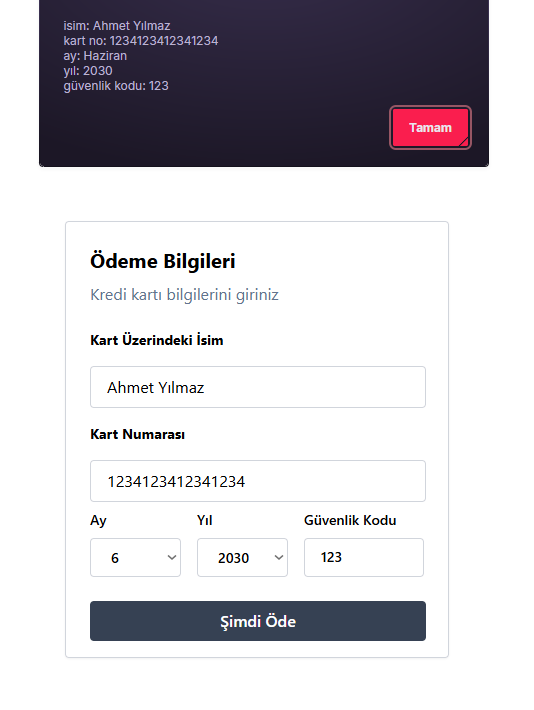 isim: Ahmet Yılmaz
kart no: 1234123412341234
ay: Haziran
yıl: 2030
güvenlik kodu: 123
Tamam
Ödeme Bilgileri
Kredi kartı bilgilerini giriniz
Kart Üzerindeki İsim
Ahmet Yılmaz
Kart Numarası
1234123412341234
Ay Yıl Güvenlik Kodu
6 2030 123
Şimdi Öde